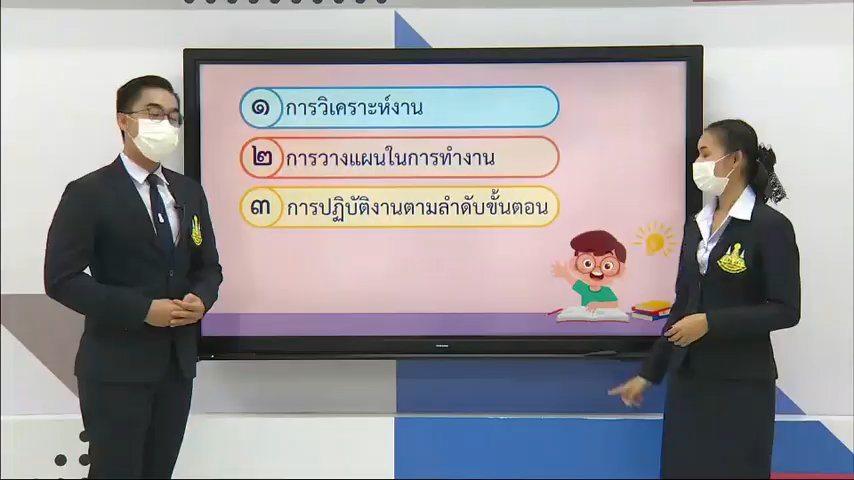 ๑ การวิเคราะห์งาน
๒ การวางแผนในการทำงาน
๓ การปฏิบัติงานตามลำดับขั้นตอน